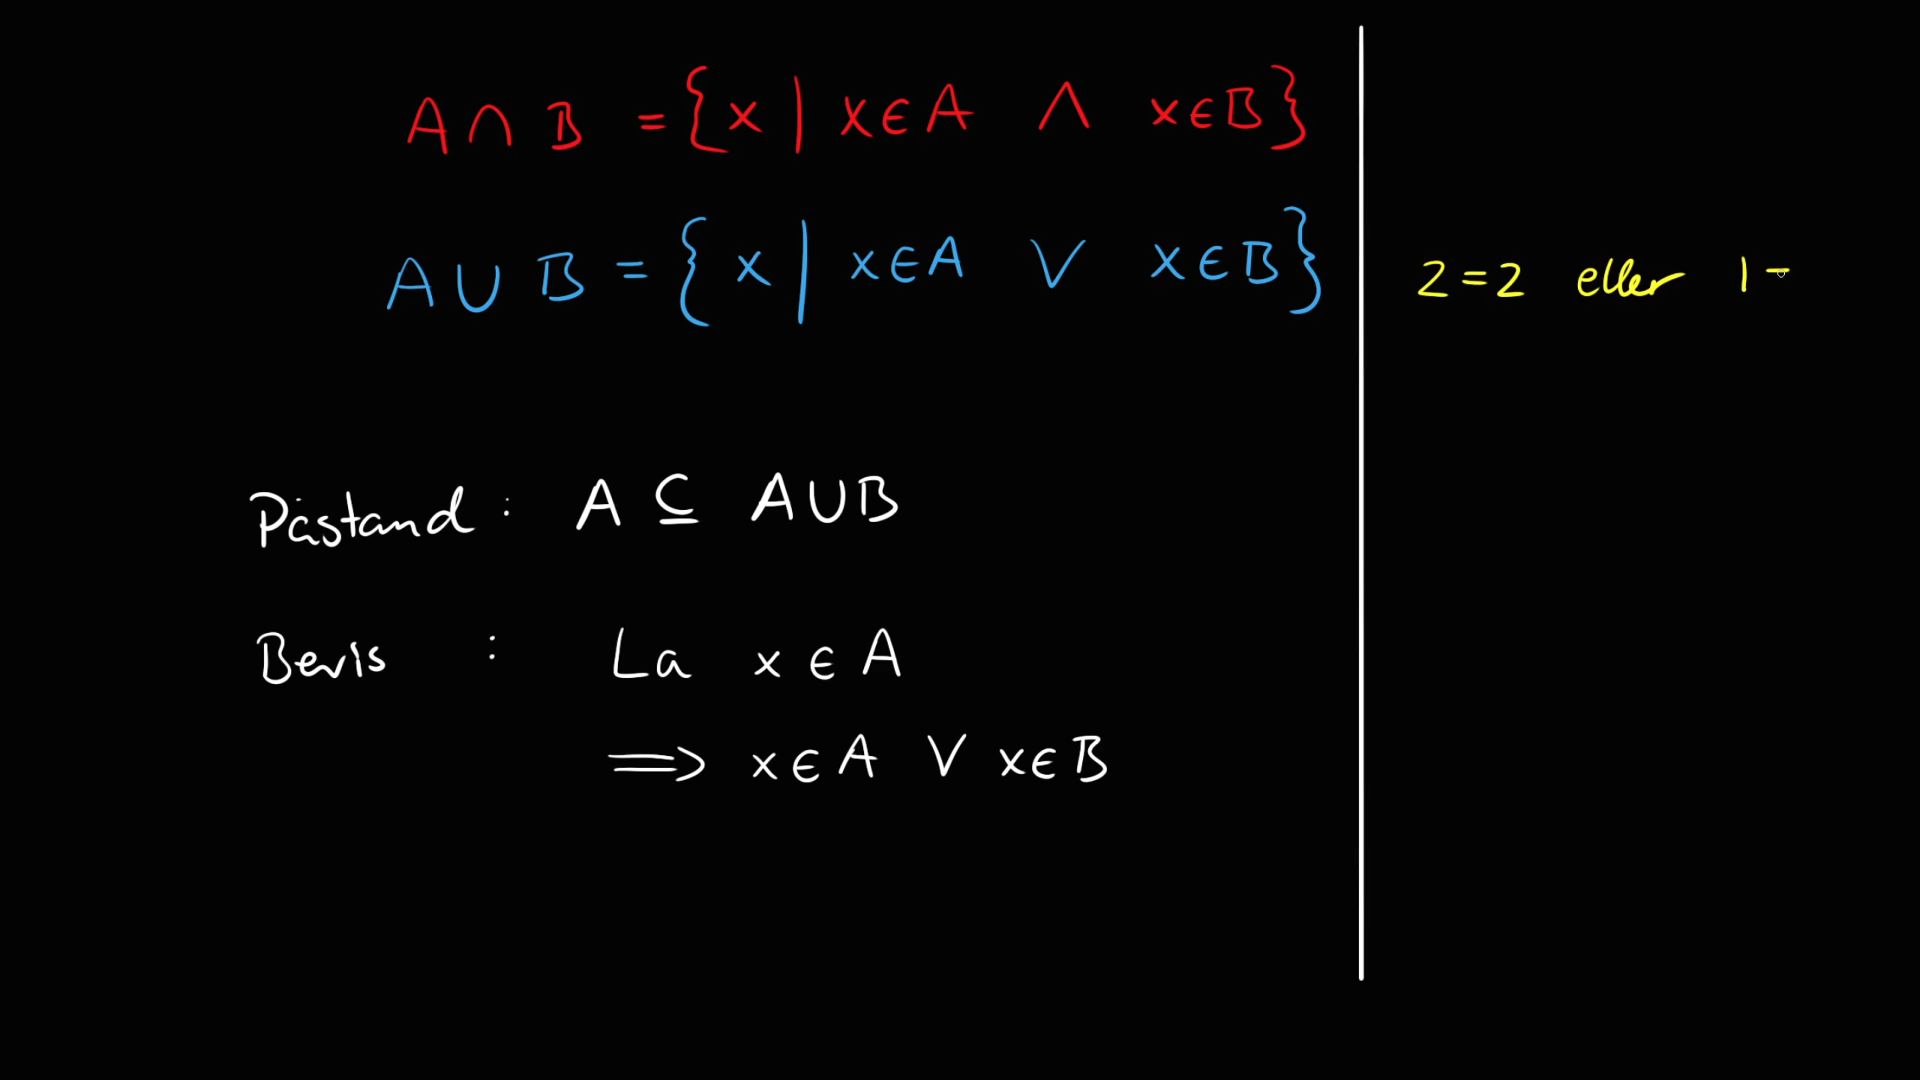 A ∩ B = {x | x ∈ A ∧ x ∈ B}
A ∪ B = {x | x ∈ A ∨ x ∈ B}
2 = 2 eller 1 -
Påstand : A ⊆ A ∪ B
Bevis : La x ∈ A
⟹ x ∈ A ∨ x ∈ B